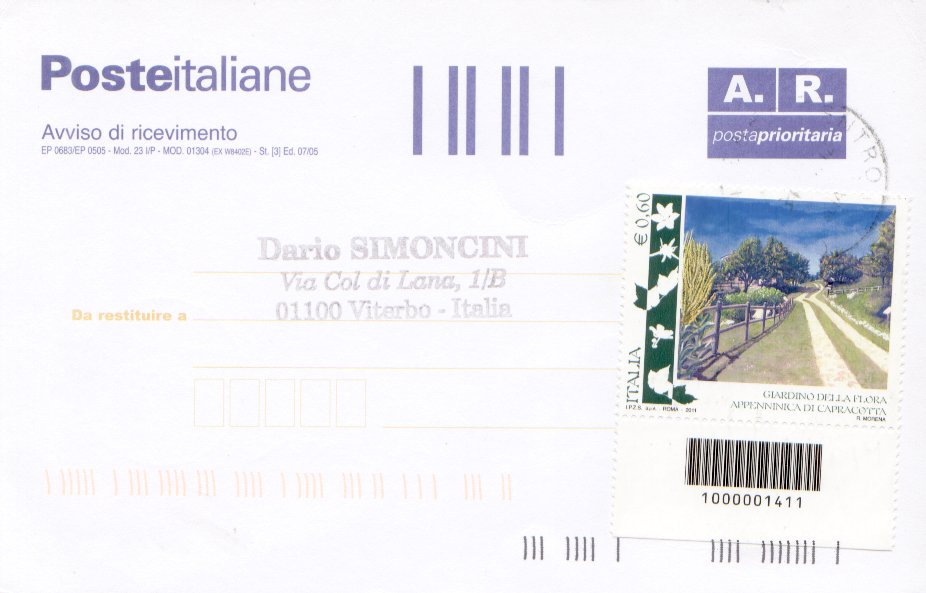 Posteitaliane
Avviso di ricevimento
EP 0683/EP 0505 - Mod. 23 I/P - MOD. 01304 (EX W8402E) - St. [3] Ed. 07/05
A. R.
postaprioritaria
Dario SIMONCINI
Via Col di Lana, 1/B
01100 Viterbo - Italia
Da restituire a
€ 0,60
ITALIA
GIARDINO DELLA FLORA
APPENNINICA DI CAPRACOTTA
I.P.Z.S. S.p.A. - ROMA - 2011
R. MORENA
1000001411